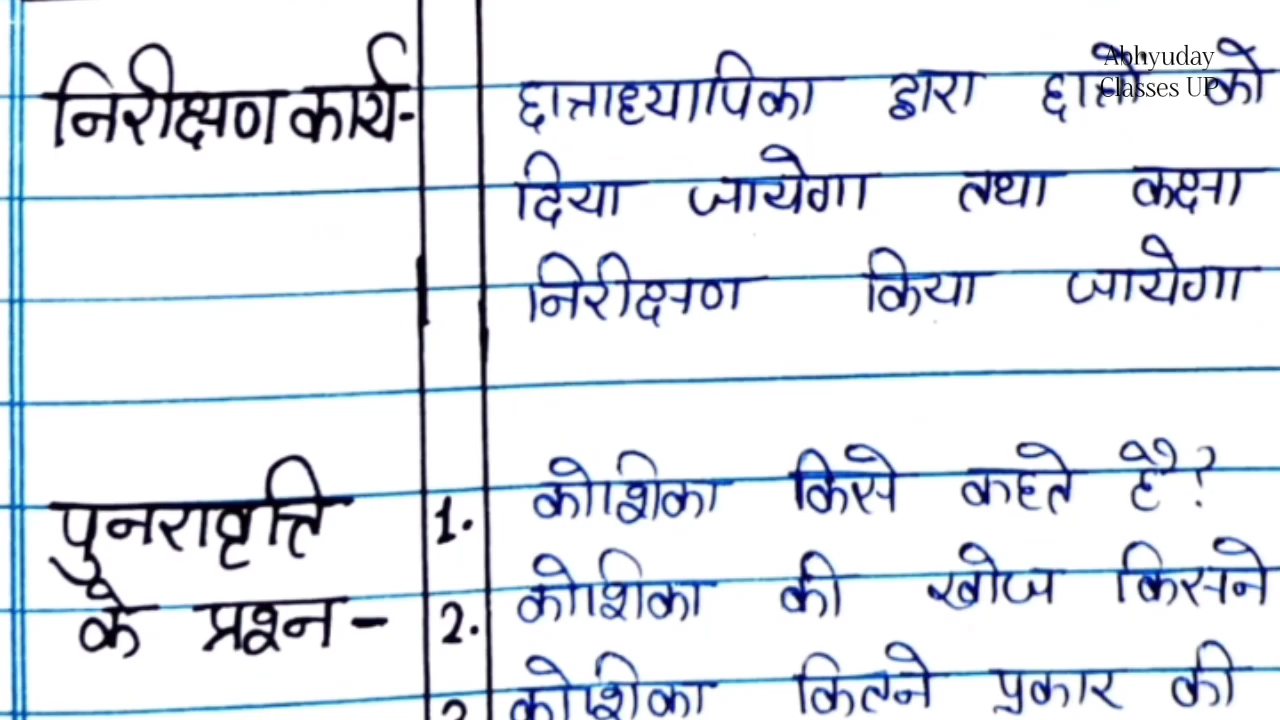 Abhyuday
Classes UP
निरीक्षण कार्य- छात्राध्यापिका द्वारा छात्रों को
दिया जायेगा तथा कक्षा
निरीक्षण किया जायेगा
पुनरावृत्ति 1. कोशिका किसे कहते है?
के प्रश्न - 2. कोशिका की खोज किसने
कोशिका कितने प्रकार की